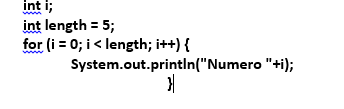 int i;
int length = 5;
for (i = 0; i < length; i++) {
System.out.println("Numero "+i);
}